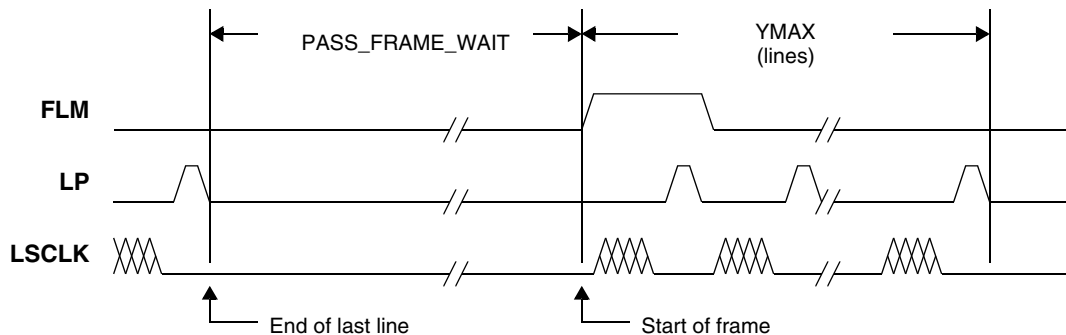 PASS_FRAME_WAIT
YMAX
(lines)
FLM
LP
LSCLK
End of last line
Start of frame